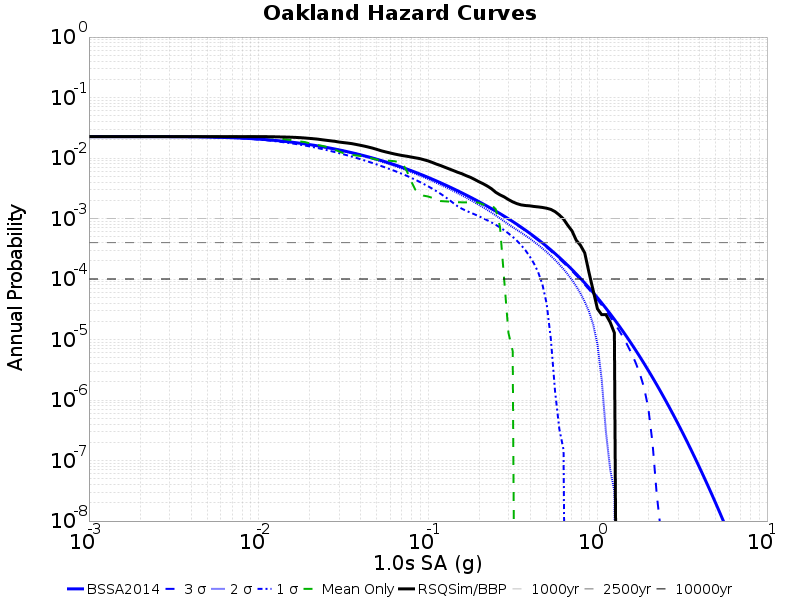 Oakland Hazard Curves
Annual Probability
10^0
10^-1
10^-2
10^-3
10^-4
10^-5
10^-6
10^-7
10^-8
10^-3 10^-2 10^-1 10^0 10^1
1.0s SA (g)
BSSA2014 3 σ 2 σ 1 σ Mean Only RSQSim/BBP 1000yr 2500yr 10000yr